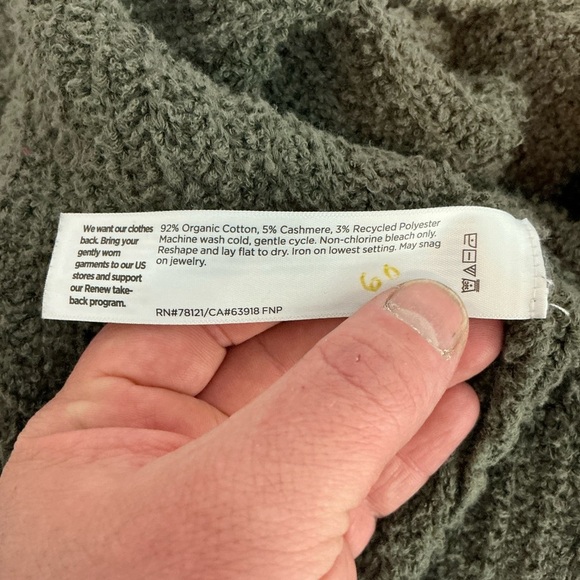 We want our clothes
back. Bring your
gently worn
garments to our US
stores and support
our Renew take-
back program.
92% Organic Cotton, 5% Cashmere, 3% Recycled Polyester
Machine wash cold, gentle cycle. Non-chlorine bleach only.
Reshape and lay flat to dry. Iron on lowest setting. May snag
on jewelry.
RN#78121/CA#63918 FNP
60